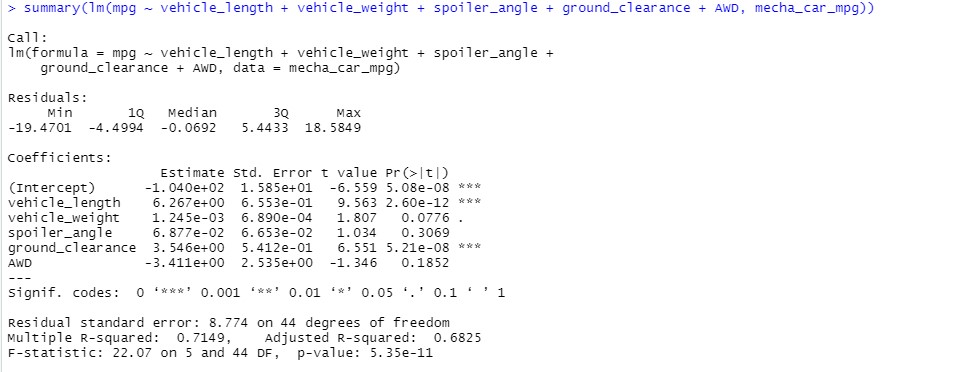 > summary(lm(mpg ~ vehicle_length + vehicle_weight + spoiler_angle + ground_clearance + AWD, mecha_car_mpg))
Call:
lm(formula = mpg ~ vehicle_length + vehicle_weight + spoiler_angle +
    ground_clearance + AWD, data = mecha_car_mpg)
Residuals:
     Min       1Q   Median       3Q      Max
-19.4701  -4.4994  -0.0692   5.4433  18.5849
Coefficients:
                   Estimate Std. Error t value Pr(>|t|)
(Intercept)      -1.040e+02  1.585e+01  -6.559 5.08e-08 ***
vehicle_length    6.267e+00  6.553e-01   9.563 2.60e-12 ***
vehicle_weight    1.245e-03  6.890e-04   1.807   0.0776 .
spoiler_angle     6.877e-02  6.653e-02   1.034   0.3069
ground_clearance  3.546e+00  5.412e-01   6.551 5.21e-08 ***
AWD              -3.411e+00  2.535e+00  -1.346   0.1852
---
Signif. codes:  0 ‘***’ 0.001 ‘**’ 0.01 ‘*’ 0.05 ‘.’ 0.1 ‘ ’ 1
Residual standard error: 8.774 on 44 degrees of freedom
Multiple R-squared:  0.7149,    Adjusted R-squared:  0.6825
F-statistic: 22.07 on 5 and 44 DF,  p-value: 5.35e-11